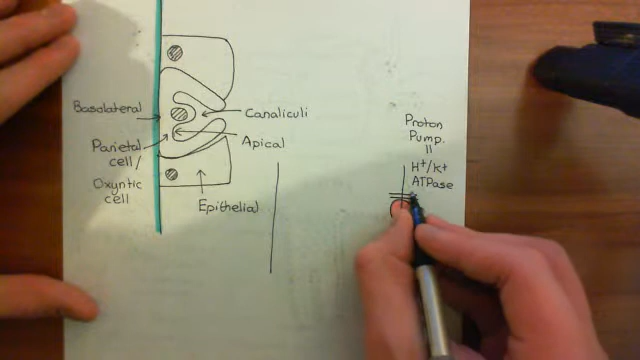 Basolateral
Parietal
cell/
Oxyntic
cell
Canaliculi
Apical
Epithelial
Proton
Pump
H+/K+
ATPase